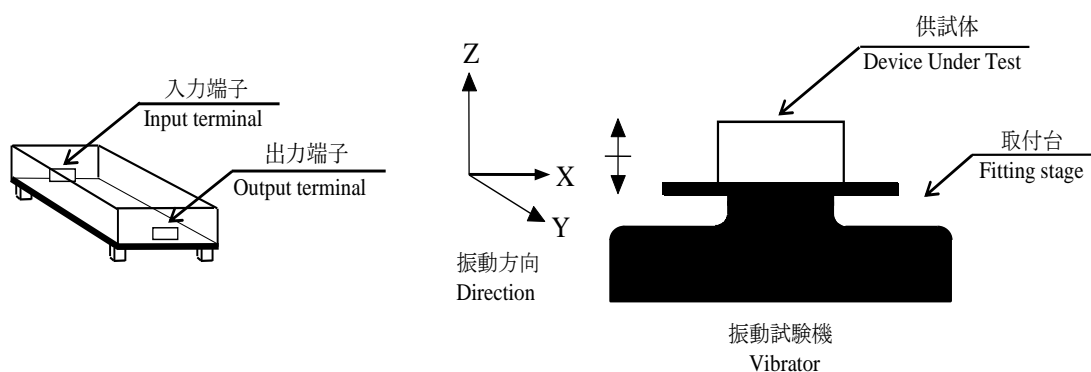 入力端子
Input terminal
出力端子
Output terminal
Z
X
Y
振動方向
Direction
供試体
Device Under Test
取付台
Fitting stage
振動試験機
Vibrator